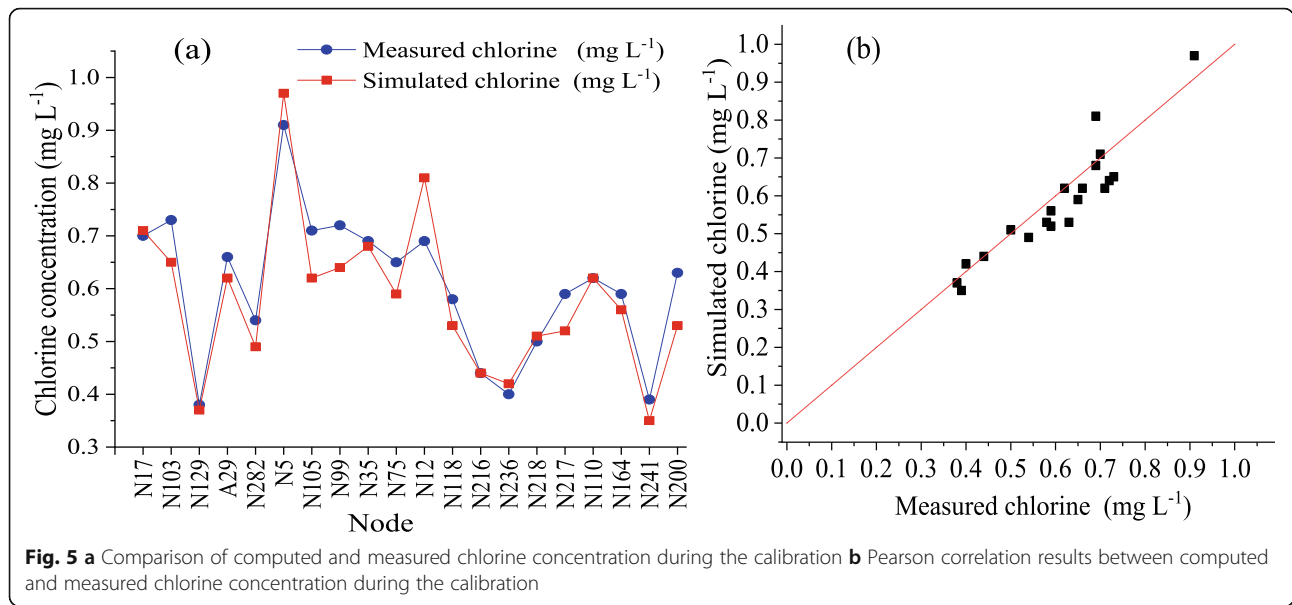 (a)
Measured chlorine (mg L-1)
Simulated chlorine (mg L-1)
Chlorine concentration (mg L-1)
1.0
0.9
0.8
0.7
0.6
0.5
0.4
0.3
N17
N103
N129
A29
N282
N5
N105
N99
N35
N75
N12
N118
N216
N236
N218
N217
N110
N164
N241
N200
Node
(b)
Simulated chlorine (mg L-1)
1.0
0.9
0.8
0.7
0.6
0.5
0.4
0.3
0.2
0.1
0.0
0.0 0.1 0.2 0.3 0.4 0.5 0.6 0.7 0.8 0.9 1.0
Measured chlorine (mg L-1)
Fig. 5 a Comparison of computed and measured chlorine concentration during the calibration b Pearson correlation results between computed
and measured chlorine concentration during the calibration